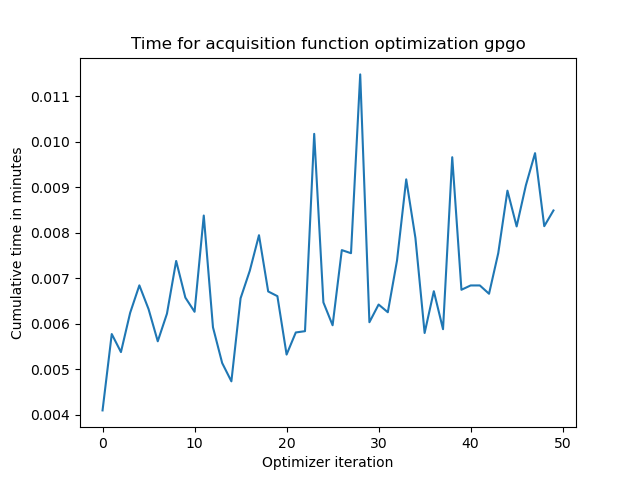 Time for acquisition function optimization gpgo
0.011
0.010
0.009
0.008
0.007
0.006
0.005
0.004
Cumulative time in minutes
0 10 20 30 40 50
Optimizer iteration